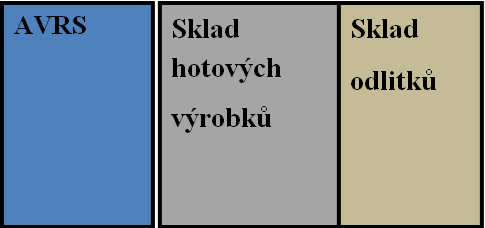 AVRS
Sklad
hotových
výrobků
Sklad
odlitků